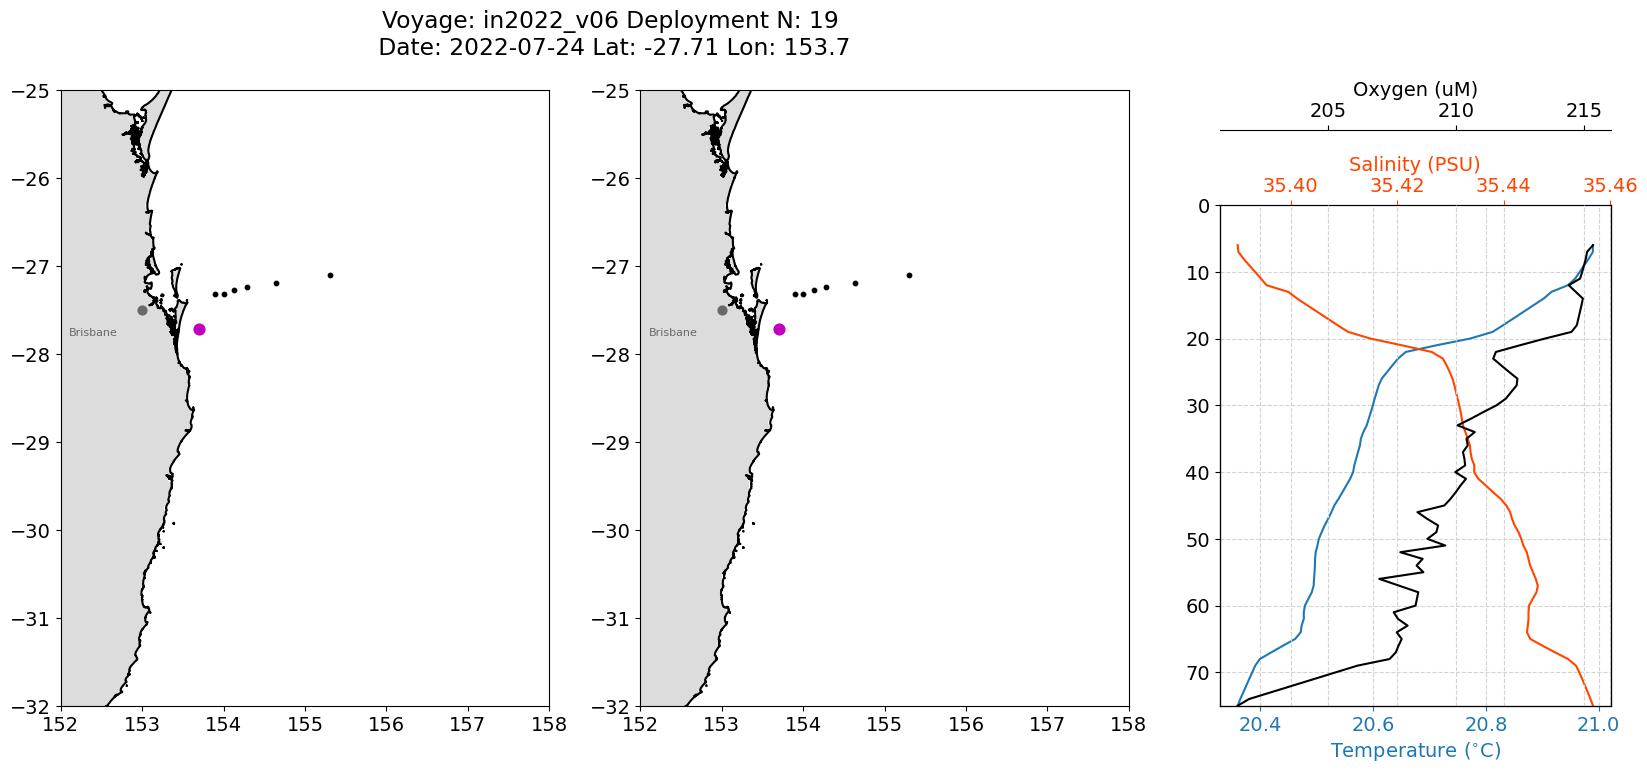 Voyage: in2022_v06 Deployment N: 19
Date: 2022-07-24 Lat: -27.71 Lon: 153.7
−25
−26
−27
−28
−29
−30
−31
−32
152 153 154 155 156 157 158
Brisbane
−25
−26
−27
−28
−29
−30
−31
−32
152 153 154 155 156 157 158
Brisbane
Oxygen (uM)
205 210 215
Salinity (PSU)
35.40 35.42 35.44 35.46
0
10
20
30
40
50
60
70
20.4 20.6 20.8 21.0
Temperature (°C)